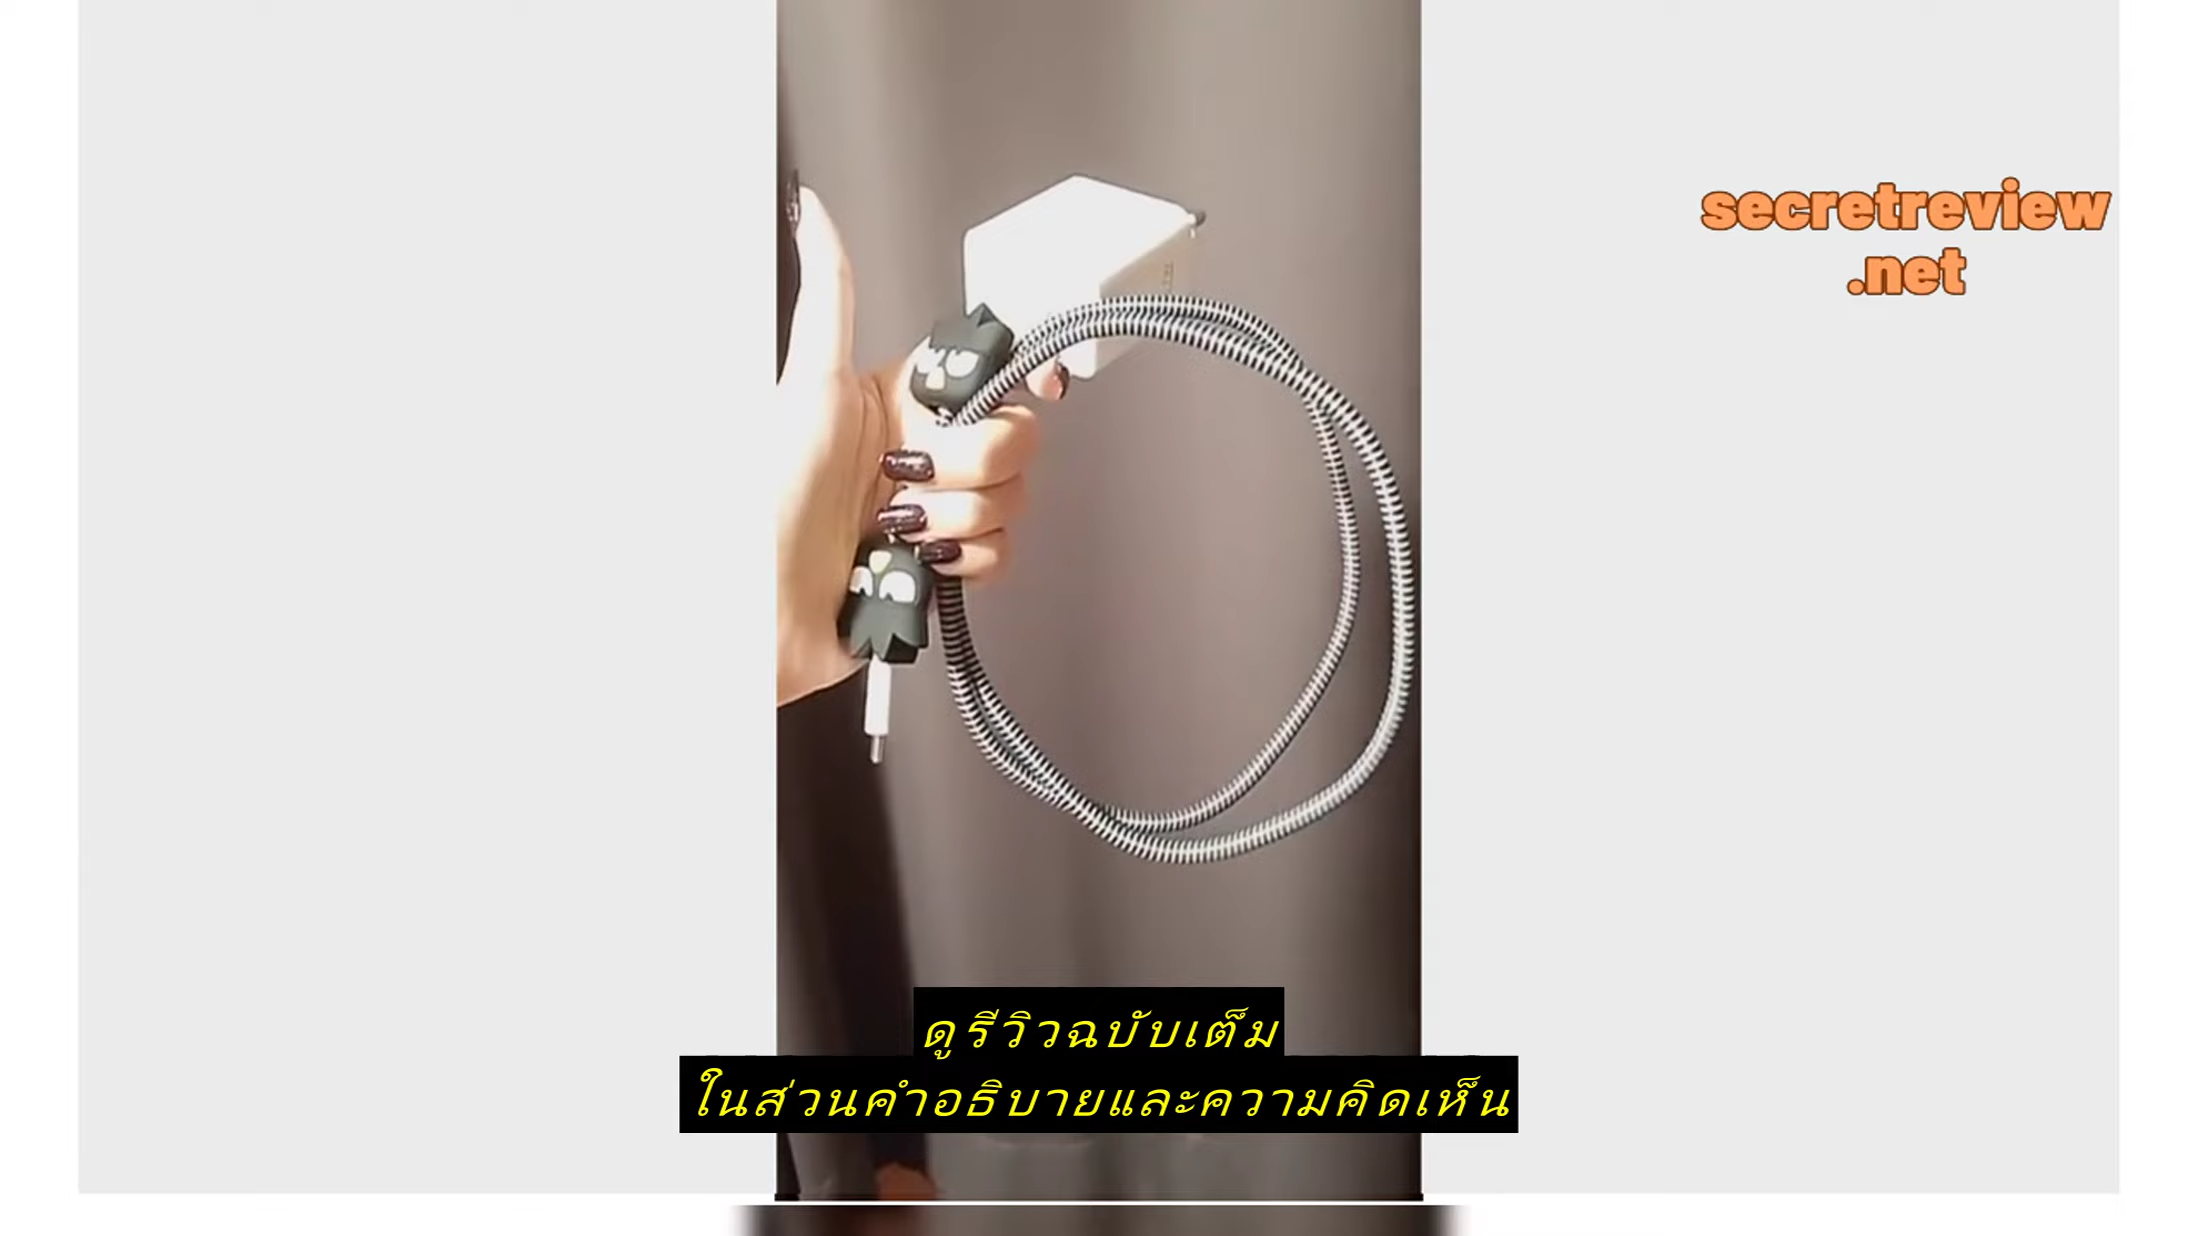 secretreview
.net
ดูรีวิวฉบับเต็ม
ในส่วนคำอธิบายและความคิดเห็น